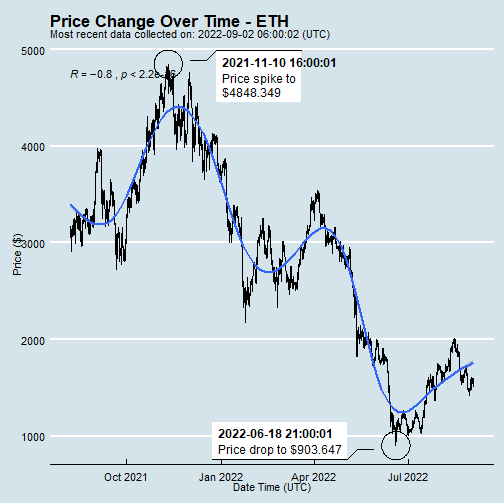 Price Change Over Time - ETH
Most recent data collected on: 2022-09-02 06:00:02 (UTC)
5000
2021-11-10 16:00:01
Price spike to
$4848.349
R = −0.8 , p < 2.2e-16
4000
3000
Price ($)
2000
2022-06-18 21:00:01
Price drop to $903.647
1000
Oct 2021
Jan 2022
Apr 2022
Jul 2022
Date Time (UTC)